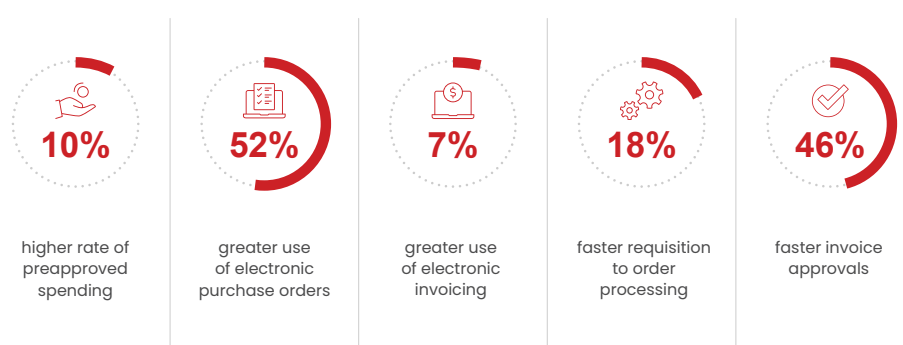 10%
higher rate of
preapproved
spending
52%
greater use
of electronic
purchase orders
$
7%
greater use
of electronic
invoicing
18%
faster requisition
to order
processing
46%
faster invoice
approvals